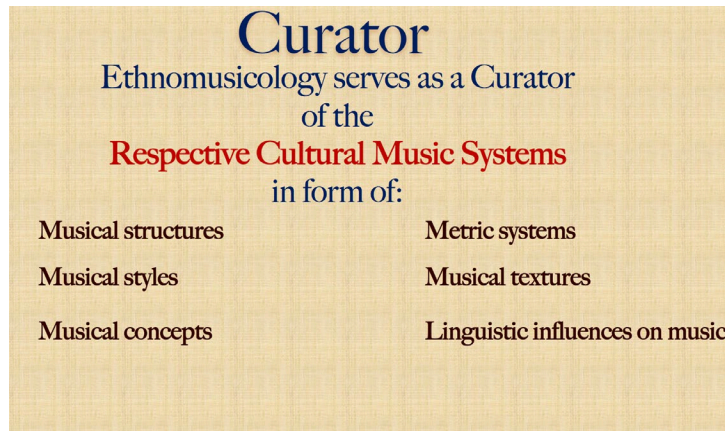 Curator
Ethnomusicology serves as a Curator
of the
Respective Cultural Music Systems
in form of:
Musical structures
Musical styles
Musical concepts
Metric systems
Musical textures
Linguistic influences on music